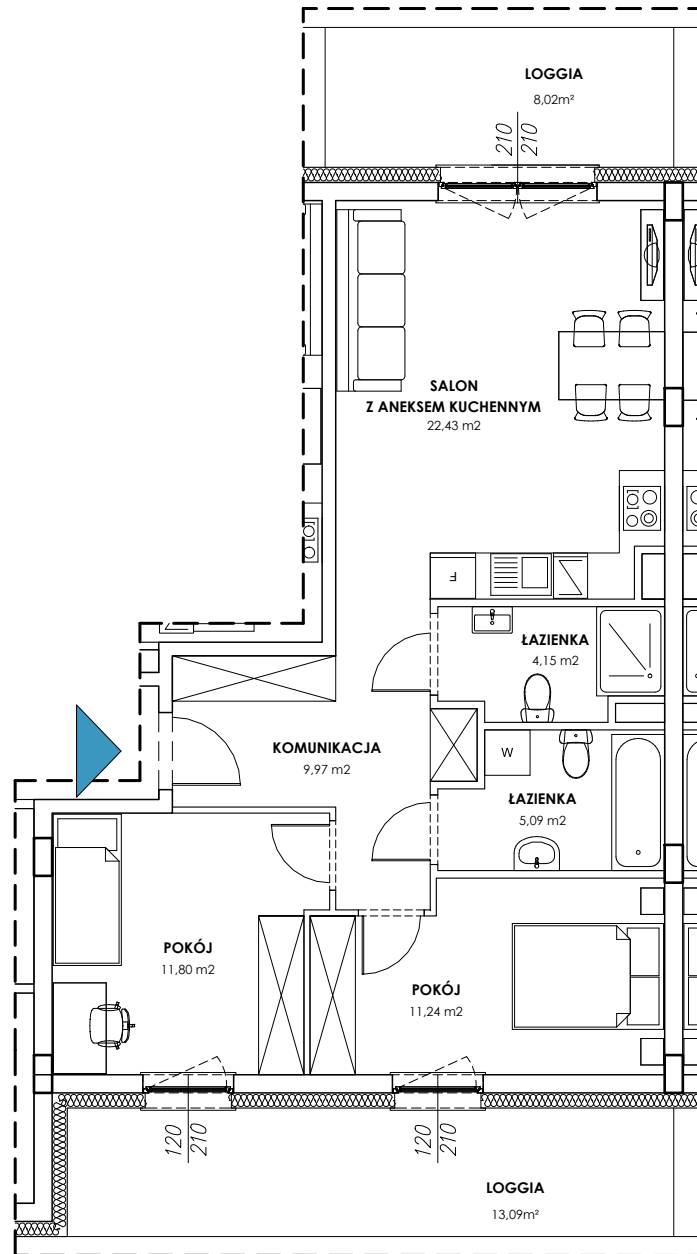 LOGGIA
8,02m²
210
210
SALON
Z ANEKSEM KUCHENNYM
22,43 m2
F
ŁAZIENKA
4,15 m2
KOMUNIKACJA
9,97 m2
W
ŁAZIENKA
5,09 m2
POKÓJ
11,80 m2
POKÓJ
11,24 m2
120
210
120
210
LOGGIA
13,09m²